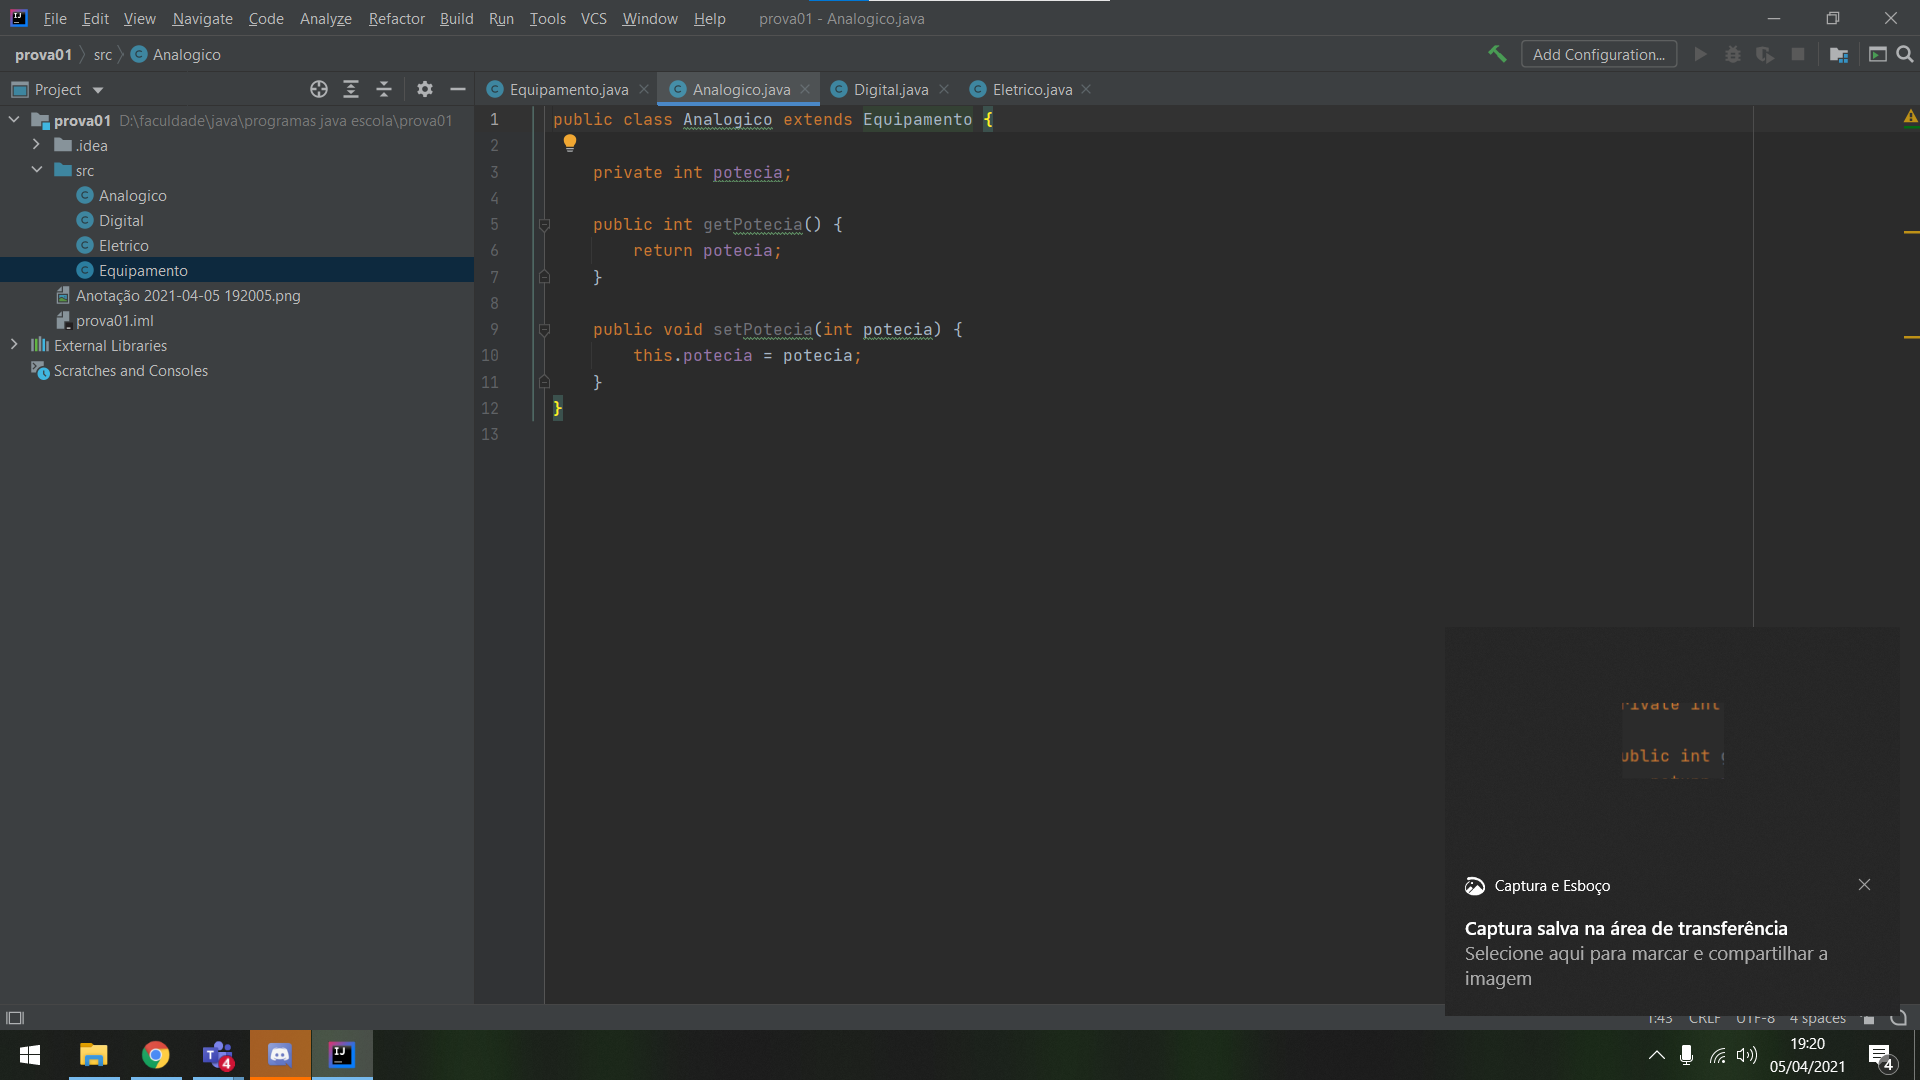 File Edit View Navigate Code Analyze Refactor Build Run Tools VCS Window Help prova01 - Analogico.java
prova01 src Analogico Add Configuration...
Project
Equipamento.java Analogico.java Digital.java Eletrico.java
prova01 D:\faculdade\java\programas java escola\prova01
.idea
src
Analogico
Digital
Eletrico
Equipamento
Anotação 2021-04-05 192005.png
prova01.iml
External Libraries
Scratches and Consoles
1 public class Analogico extends Equipamento {
2
3 private int potecia;
4
5 public int getPotecia() {
6 return potecia;
7 }
8
9 public void setPotecia(int potecia) {
10 this.potecia = potecia;
11 }
12 }
13
private int
ublic int
Captura e Esboço
Captura salva na área de transferência
Selecione aqui para marcar e compartilhar a
imagem
1:43 CRLF UTF-8 4 spaces
4
19:20
05/04/2021
4